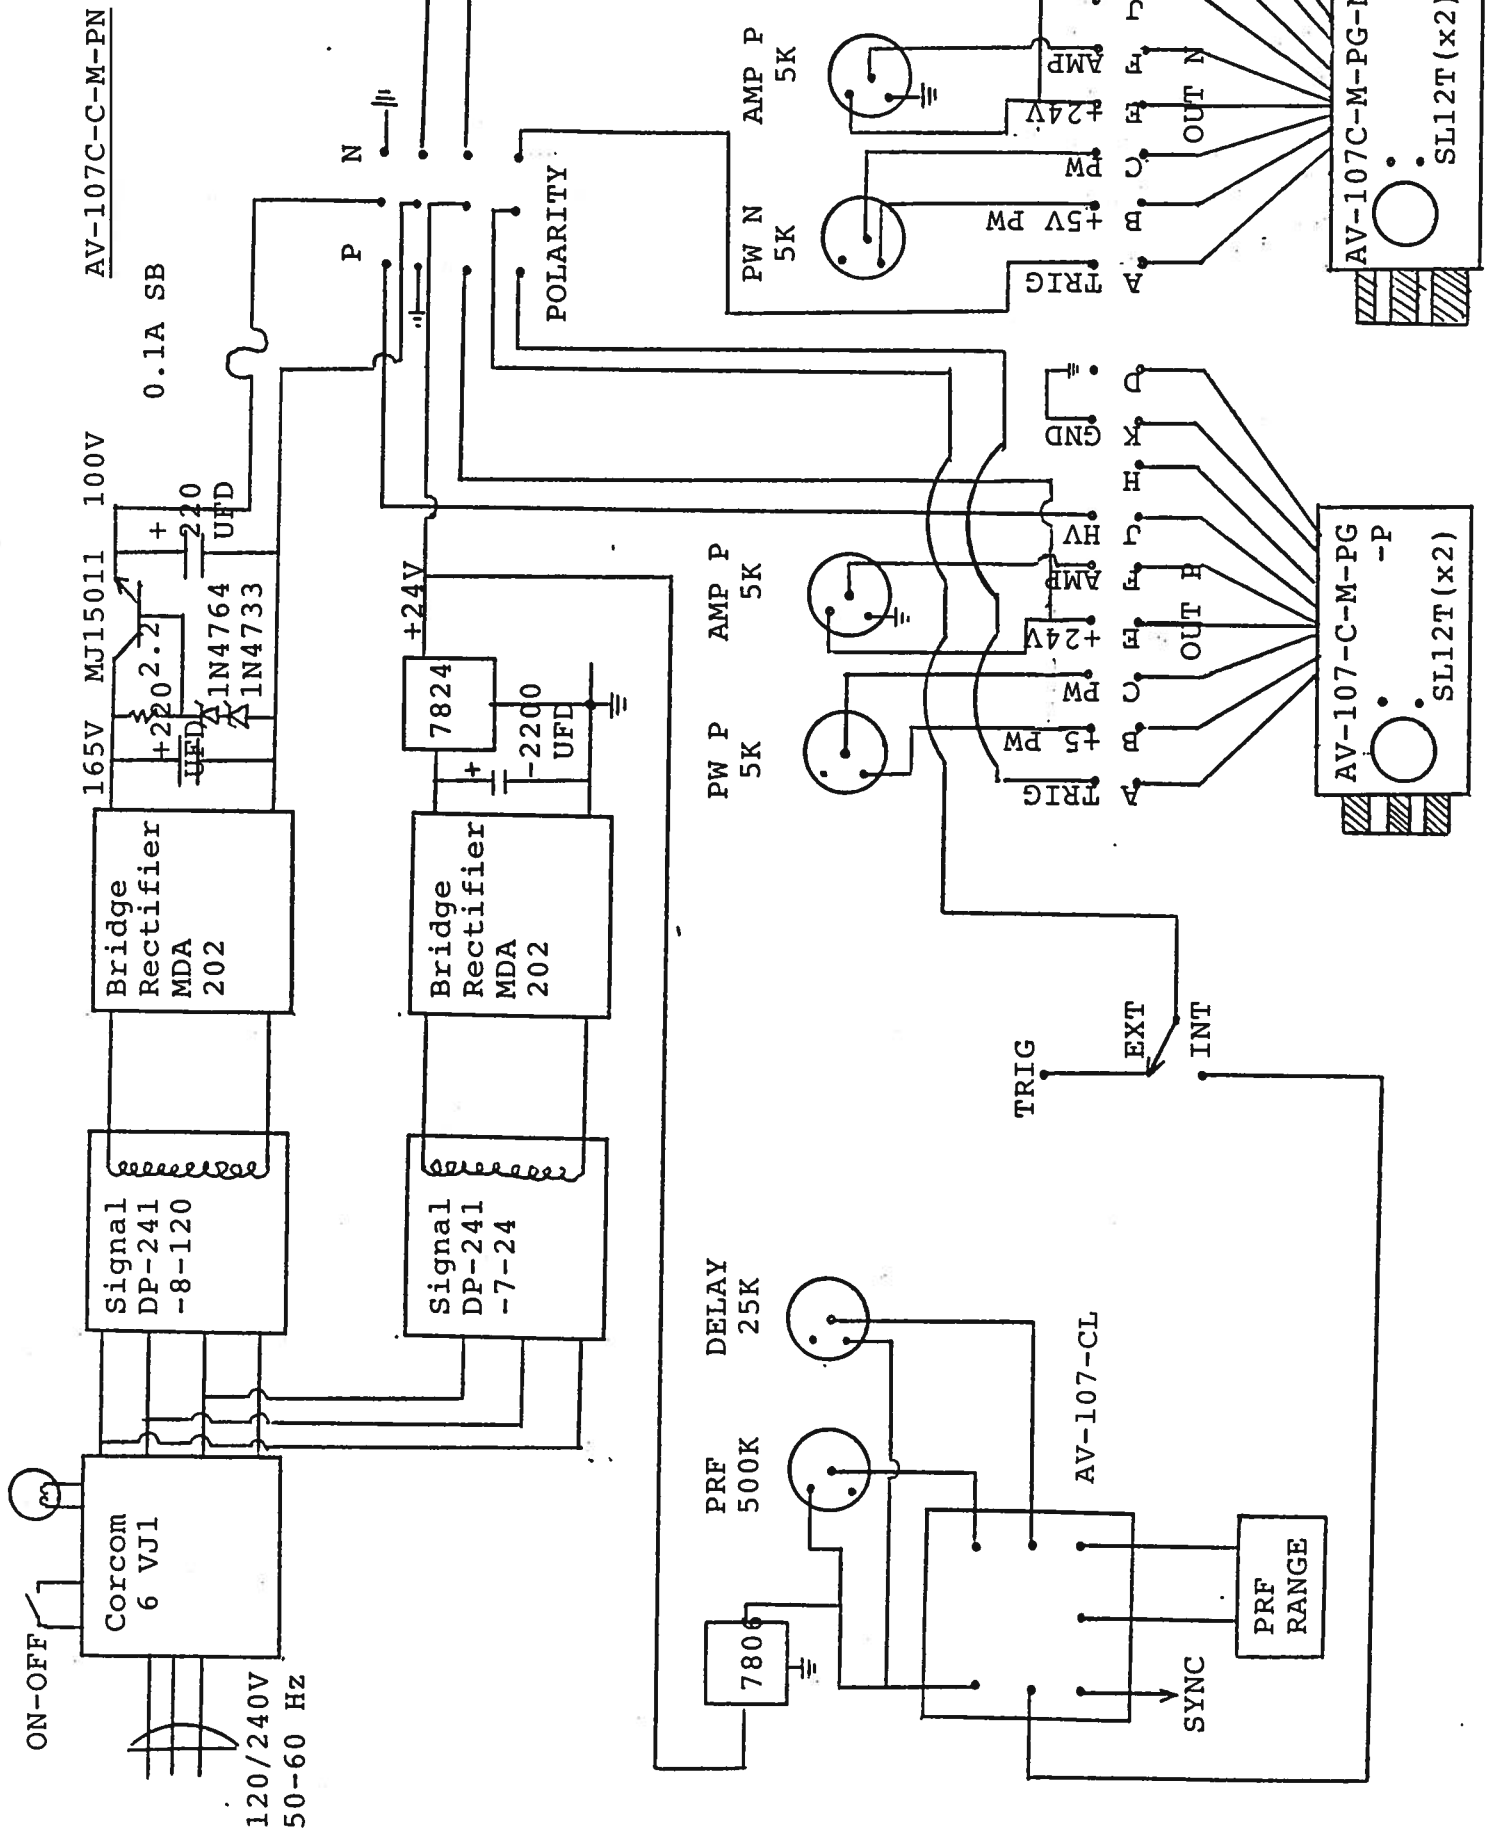 AV-107C-C-M-PN
ON-OFF
120/240V
50-60 Hz
Corcom
6 VJ1
Signal
DP-241
-8-120
Bridge
Rectifier
MDA
202
165V
MJ15011
100V
0.1A SB
+220
UFD
2.2
1N4764
1N4733
+
220
UFD
P
N
POLARITY
Signal
DP-241
-7-24
Bridge
Rectifier
MDA
202
+
-2200
UFD
7824
+24V
7806
PRF
500K
DELAY
25K
AV-107-CL
PRF
RANGE
SYNC
TRIG
EXT
INT
PW P
5K
AMP P
5K
PW N
5K
AMP P
5K
TRIG
+5 PW
PW
+24V
AMP
HV
GND
A
B
C
E
F
J
H
K
D
OUT P
AV-107-C-M-PG
-P
SL12T(x2)
TRIG
+5V PW
PW
+24V
AMP
A
B
C
E
F
J
OUT N
AV-107C-M-PG-
SL12T(x2)